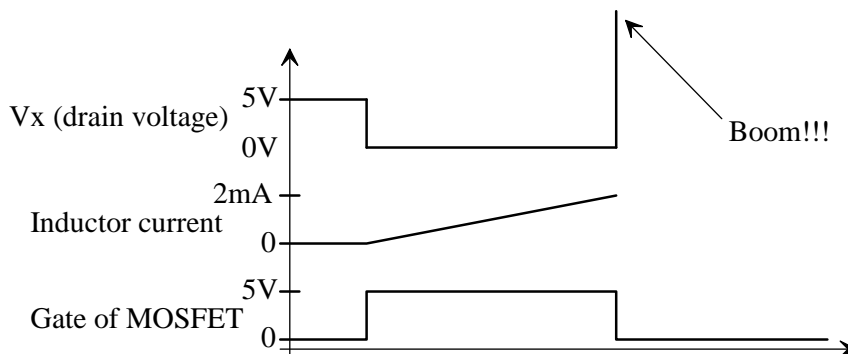 5V
Vx (drain voltage)
0V
Boom!!!
2mA
Inductor current
0
5V
Gate of MOSFET
0